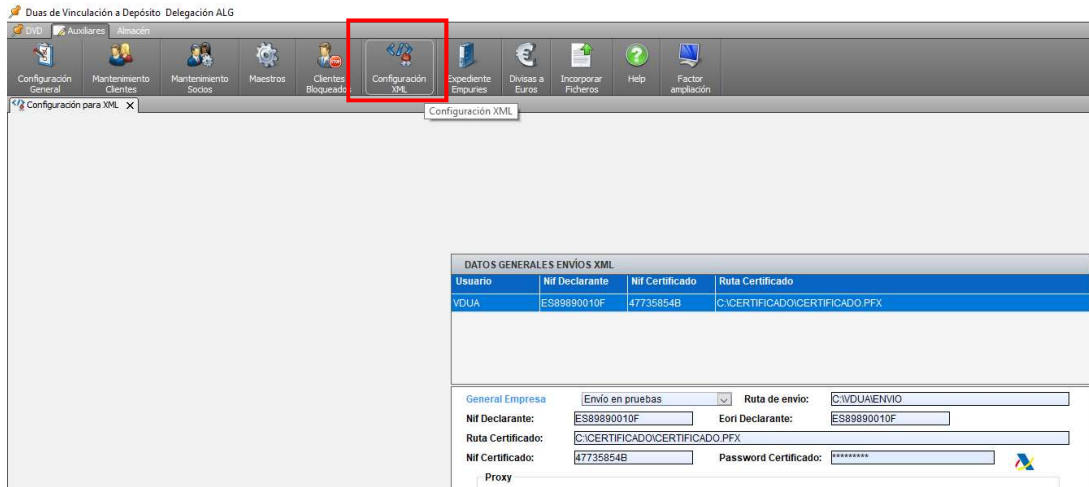 Duas de Vinculación a Depósito Delegación ALG
DVD Auxiliares Almacén
Configuración General
Mantenimiento Clientes
Mantenimiento Socios
Maestros
Clientes Bloqueados
Configuración XML
Expediente Empuries
Divisas a Euros
Incorporar Ficheros
Help
Factor ampliación
Configuración para XML X
Configuración XML
DATOS GENERALES ENVÍOS XML
Usuario Nif Declarante Nif Certificado Ruta Certificado
VDUA ES89890010F 47735854B C:\CERTIFICADO\CERTIFICADO.PFX
General Empresa Envío en pruebas Ruta de envio: C:\VDUA\ENVIO
Nif Declarante: ES89890010F Eori Declarante: ES89890010F
Ruta Certificado: C:\CERTIFICADO\CERTIFICADO.PFX
Nif Certificado: 47735854B Password Certificado: *********
Proxy